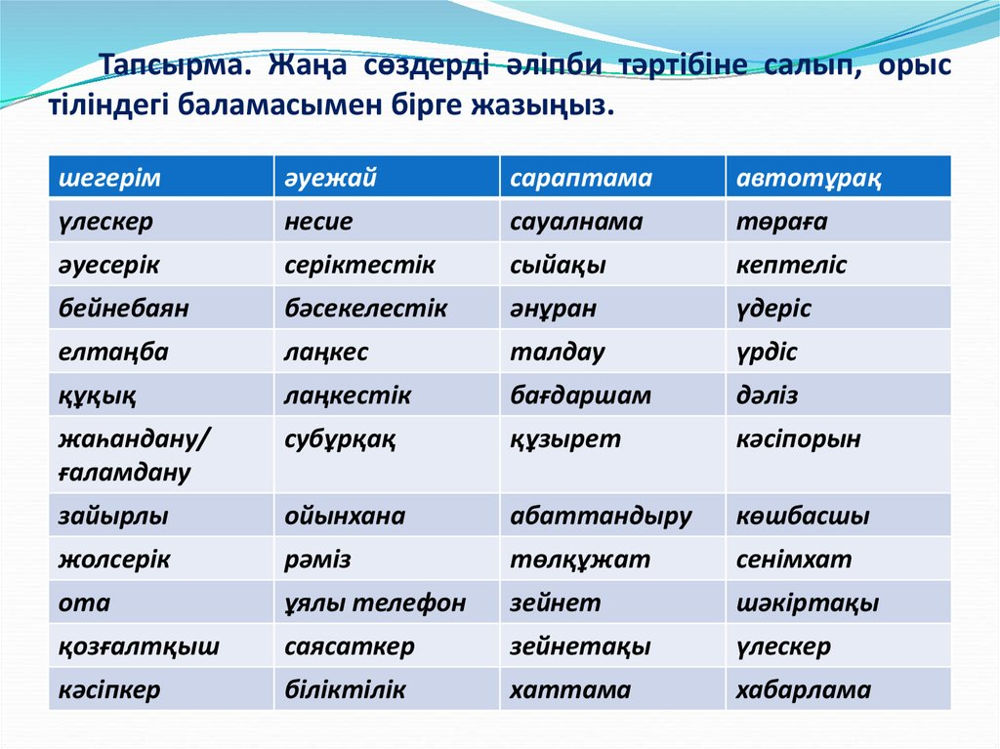 Тапсырма. Жаңа сөздерді әліпби тәртібіне салып, орыс
тіліндегі баламасымен бірге жазыңыз.
шегерім әуежай сараптама автотұрақ
үлескер несие сауалнама төраға
әуесерік серіктестік сыйақы кептеліс
бейнебаян бәсекелестік әнұран үдеріс
елтаңба лаңкес талдау үрдіс
құқық лаңкестік бағдаршам дәліз
жаһандану/ субұрқақ құзырет кәсіпорын
ғаламдану
зайырлы ойынхана абаттандыру көшбасшы
жолсерік рәміз төлқұжат сенімхат
ота ұялы телефон зейнет шәкіртақы
қозғалтқыш саясаткер зейнетақы үлескер
кәсіпкер біліктілік хаттама хабарлама